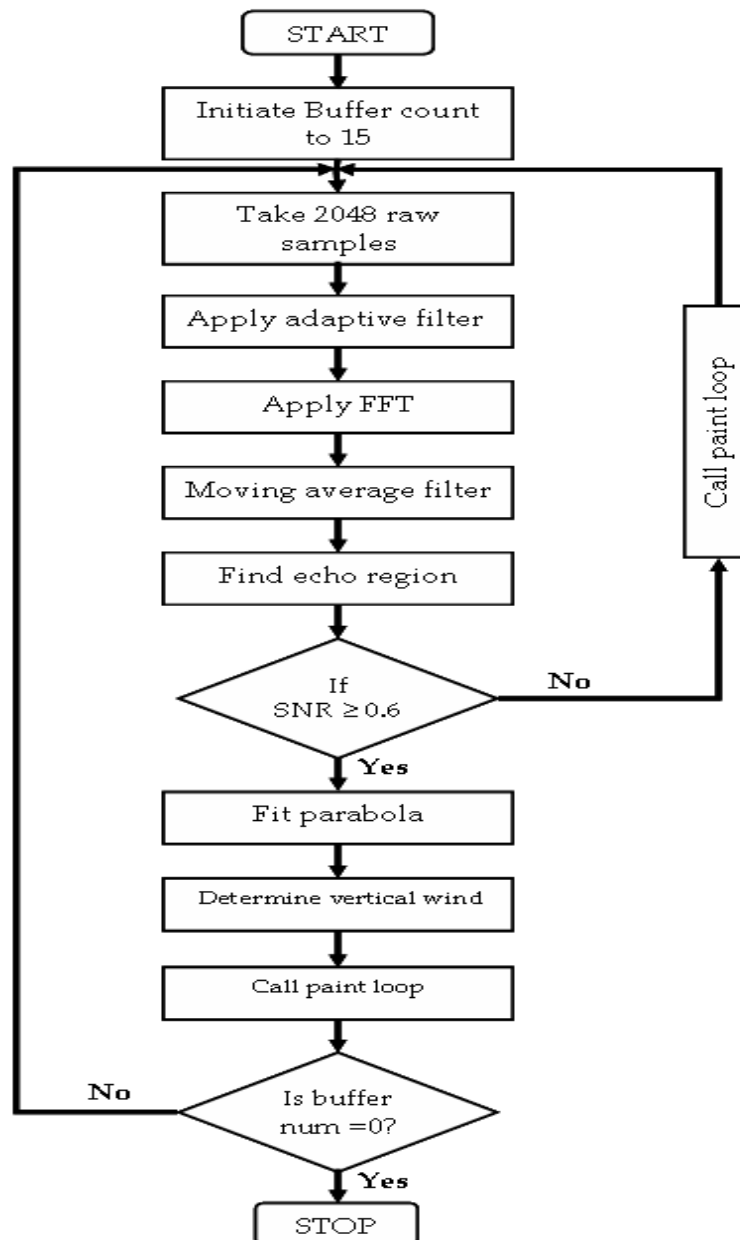 START
Initiate Buffer count
to 15
Take 2048 raw
samples
Apply adaptive filter
Apply FFT
Moving average filter
Find echo region
If
SNR ≥ 0.6
No
Call paint loop
Yes
Fit parabola
Determine vertical wind
Call paint loop
No
Is buffer
num =0?
Yes
STOP